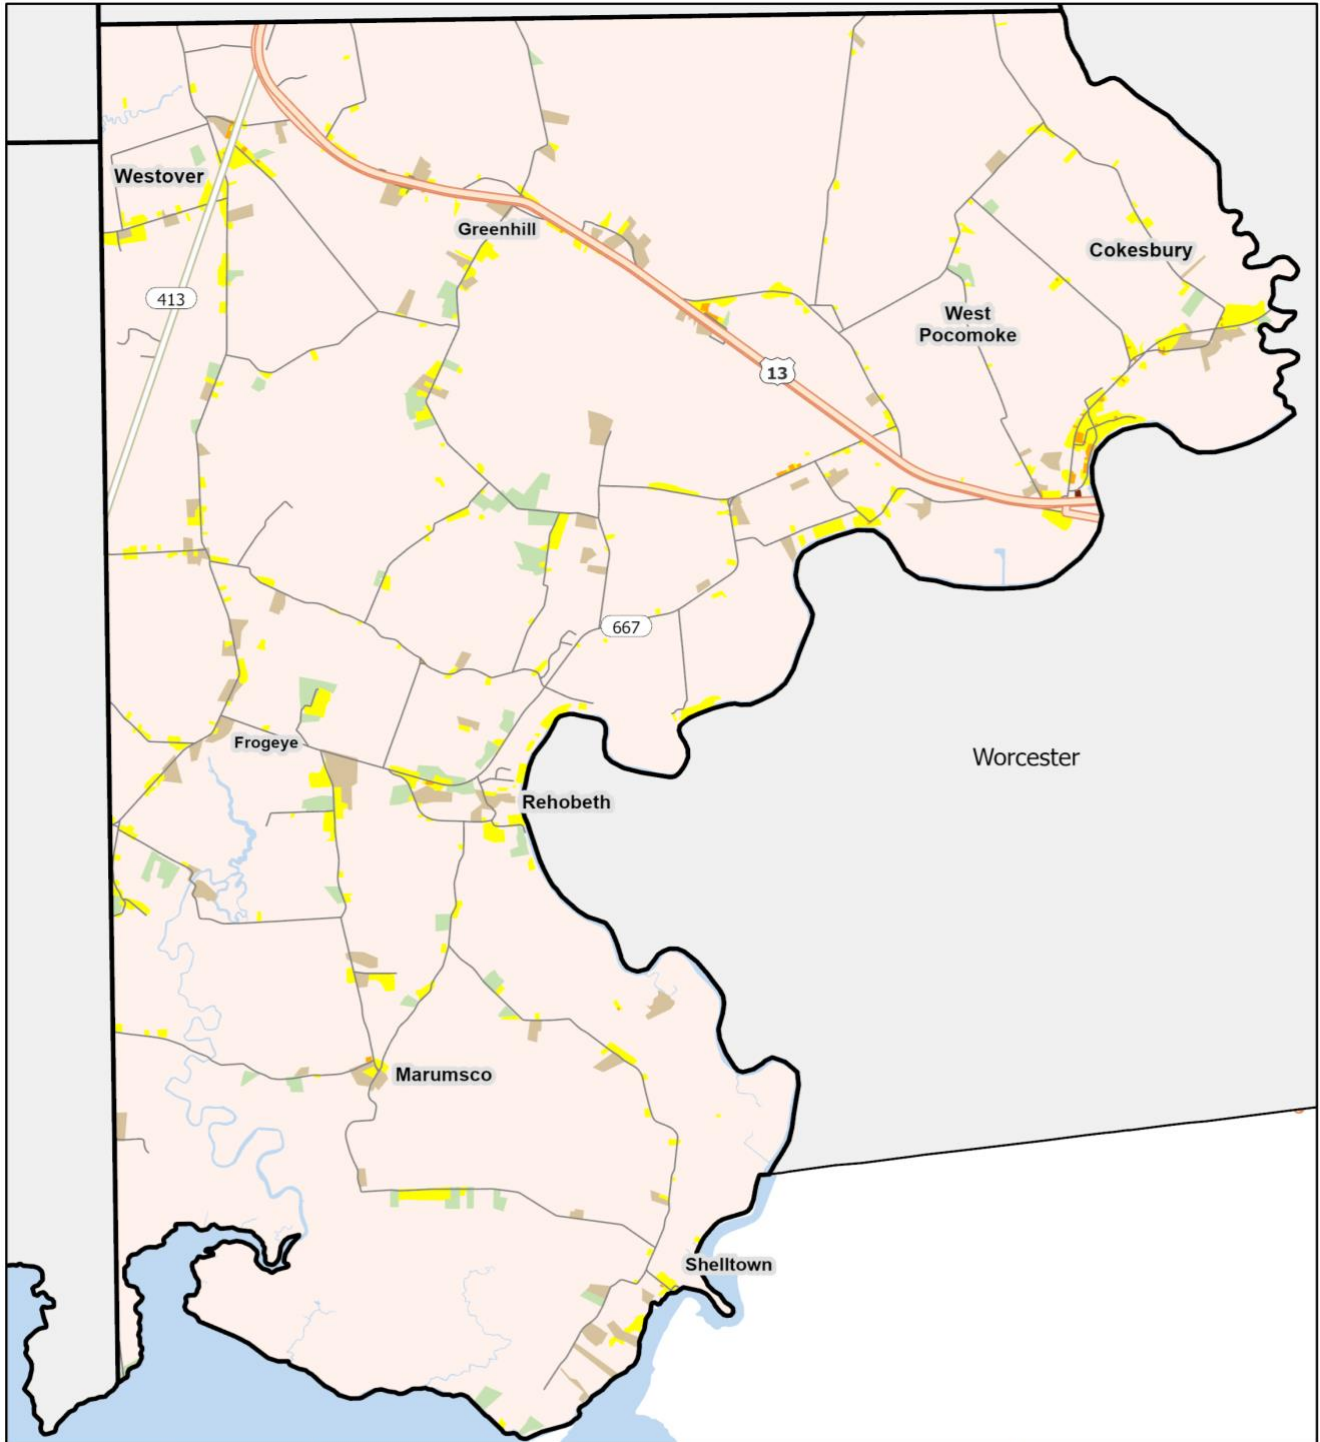 Westover
Greenhill
Cokesbury
413
West
Pocomoke
13
667
Frogeye
Worcester
Rehobeth
Marumsco
Shelltown